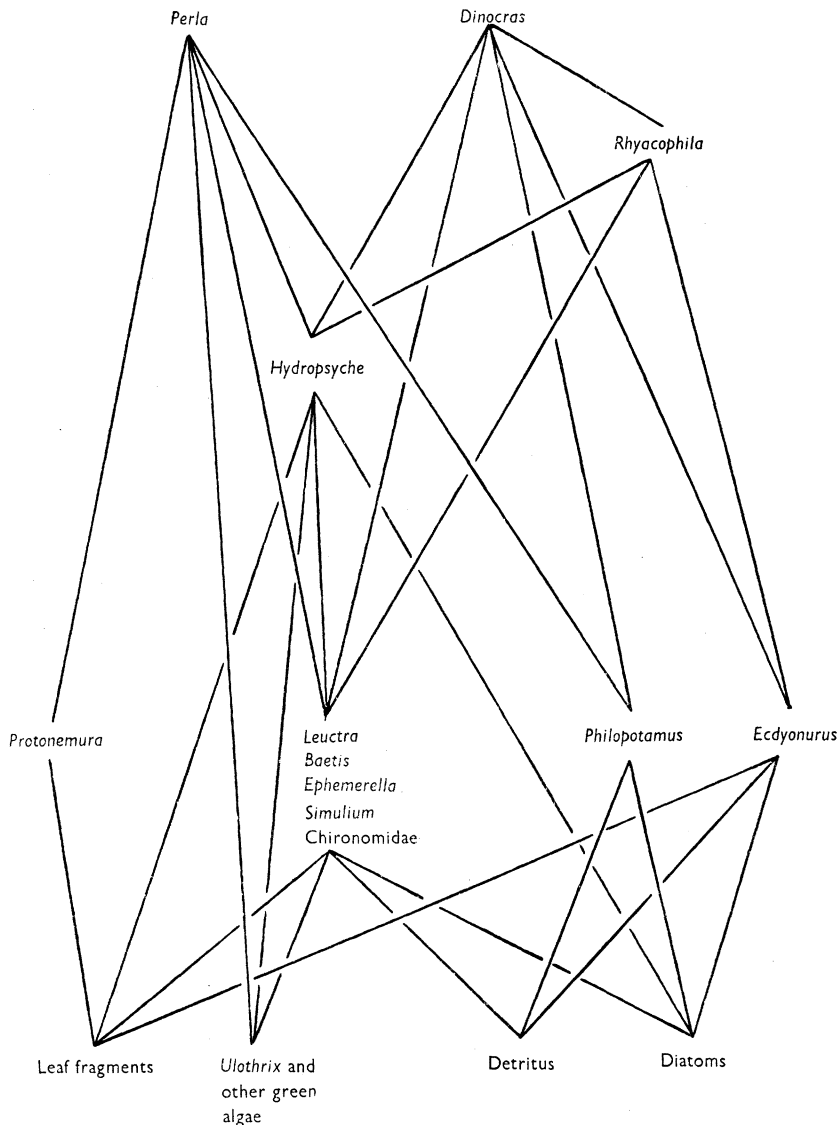 Perla
Dinocras
Rhyacophila
Hydropsyche
Protonemura
Leuctra
Baetis
Ephemerella
Simulium
Chironomidae
Philopotamus
Ecdyonurus
Leaf fragments
Ulothrix and
other green
algae
Detritus
Diatoms